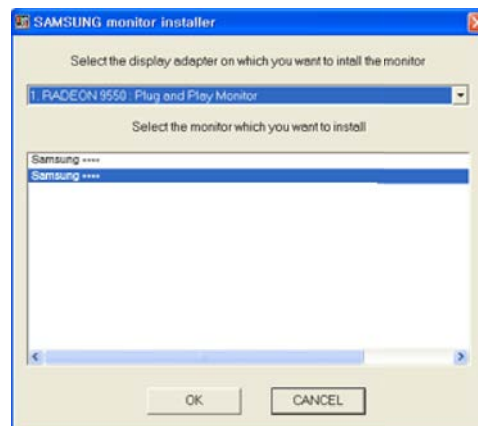 SAMSUNG monitor installer
Select the display adapter on which you want to intall the monitor
1. RADEON 9550 : Plug and Play Monitor
Select the monitor which you want to install
Samsung ----
Samsung ----
OK
CANCEL